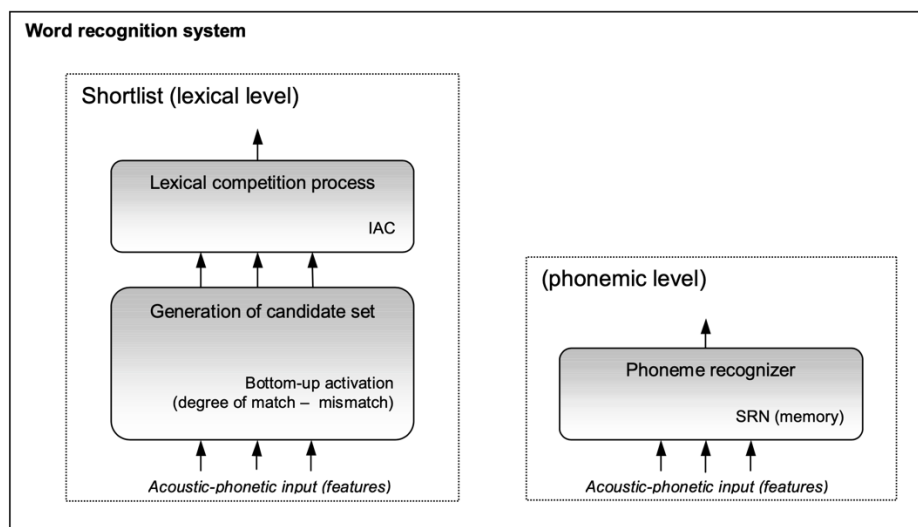 Word recognition system
Shortlist (lexical level)
Lexical competition process
IAC
Generation of candidate set
Bottom-up activation
(degree of match – mismatch)
Acoustic-phonetic input (features)
(phonemic level)
Phoneme recognizer
SRN (memory)
Acoustic-phonetic input (features)